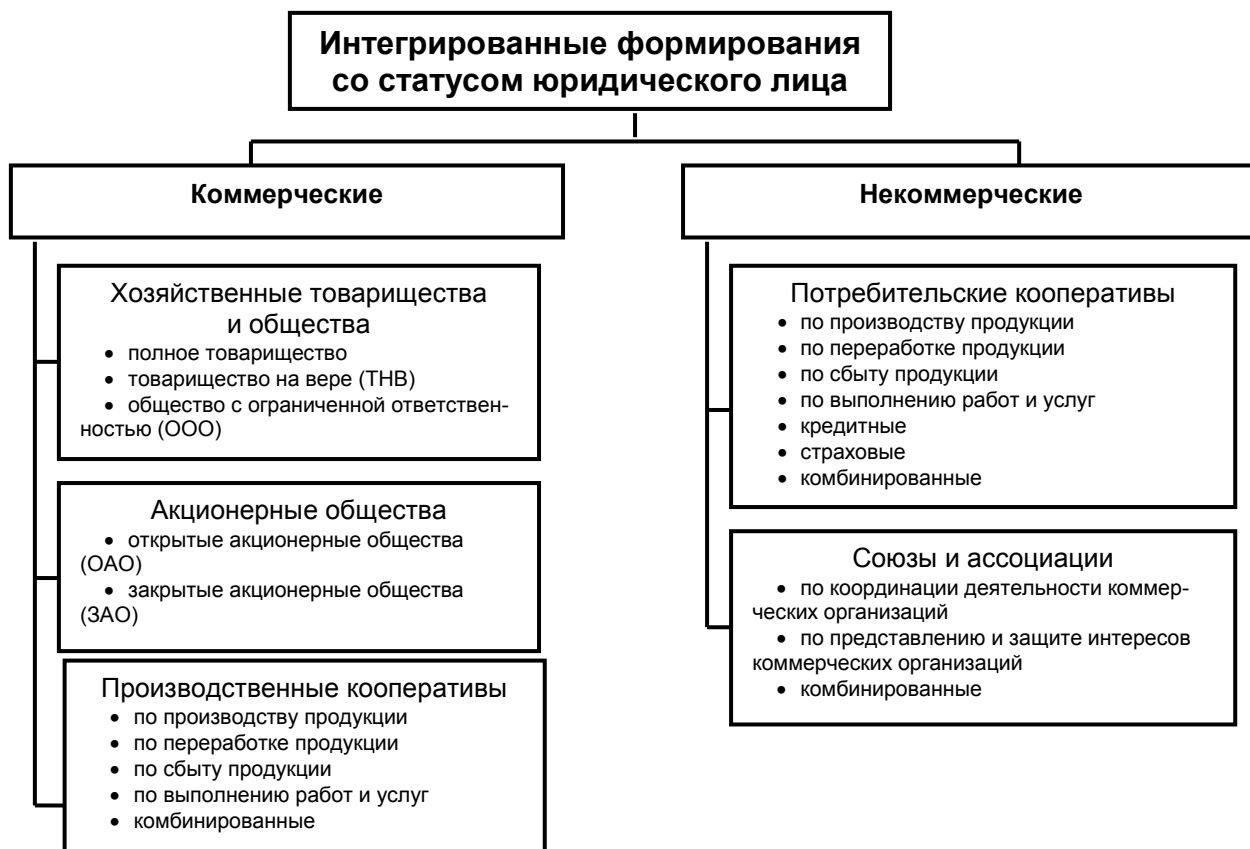 Интегрированные формирования
со статусом юридического лица
Коммерческие
Хозяйственные товарищества
и общества
• полное товарищество
• товарищество на вере (ТНВ)
• общество с ограниченной ответствен-
ностью (ООО)
Акционерные общества
• открытые акционерные общества
(ОАО)
• закрытые акционерные общества
(ЗАО)
Производственные кооперативы
• по производству продукции
• по переработке продукции
• по сбыту продукции
• по выполнению работ и услуг
• комбинированные
Некоммерческие
Потребительские кооперативы
• по производству продукции
• по переработке продукции
• по сбыту продукции
• по выполнению работ и услуг
• кредитные
• страховые
• комбинированные
Союзы и ассоциации
• по координации деятельности коммер-
ческих организаций
• по представлению и защите интересов
коммерческих организаций
• комбинированные